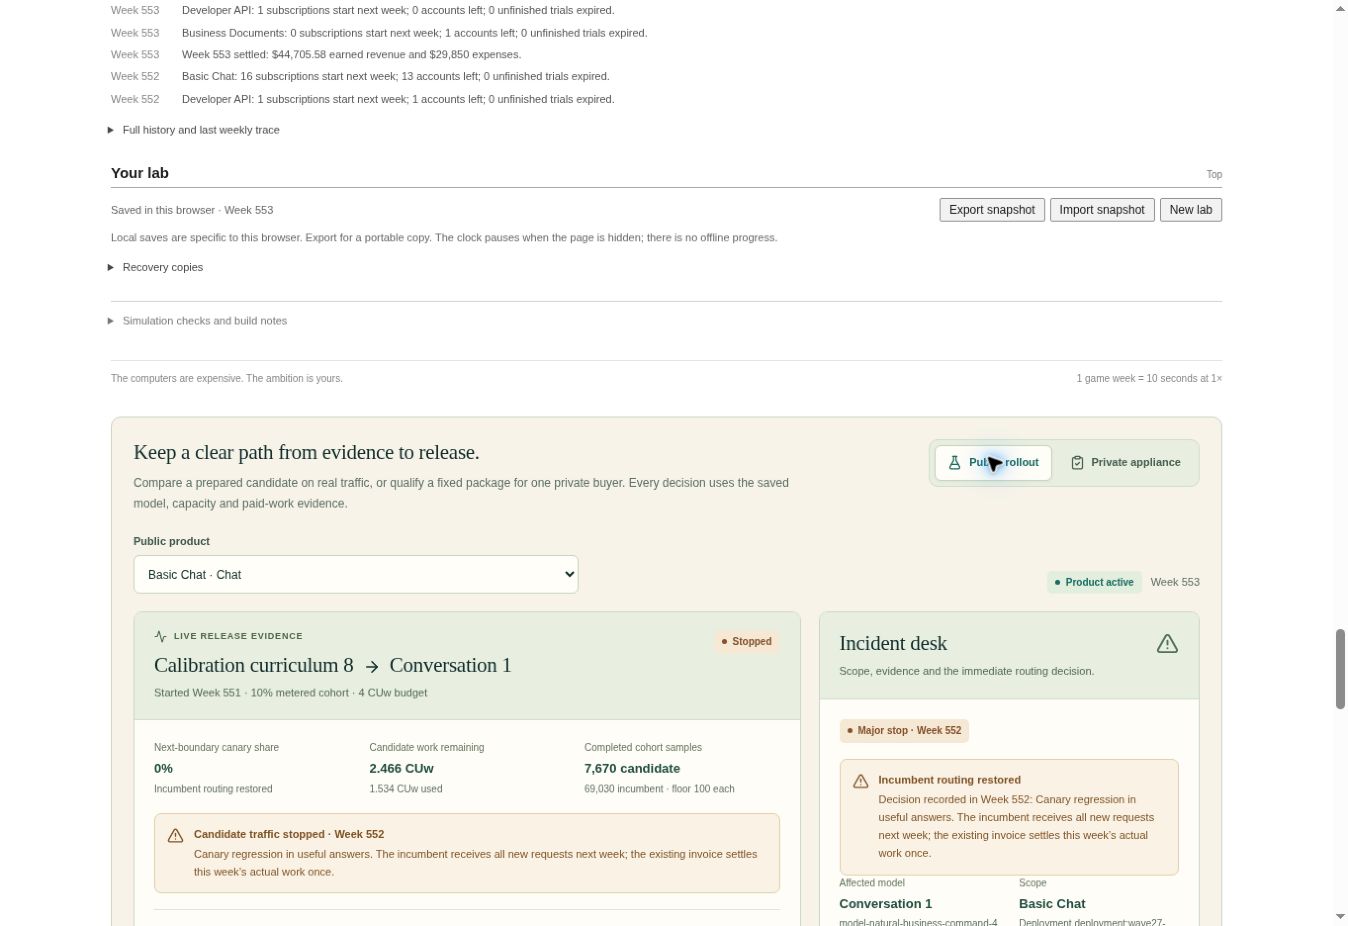 Week 553 Developer API: 1 subscriptions start next week; 0 accounts left; 0 unfinished trials expired.
Week 553 Business Documents: 0 subscriptions start next week; 1 accounts left; 0 unfinished trials expired.
Week 553 Week 553 settled: $44,705.58 earned revenue and $29,850 expenses.
Week 552 Basic Chat: 16 subscriptions start next week; 13 accounts left; 0 unfinished trials expired.
Week 552 Developer API: 1 subscriptions start next week; 1 accounts left; 0 unfinished trials expired.
Full history and last weekly trace
Your lab
Top
Saved in this browser · Week 553
Export snapshot
Import snapshot
New lab
Local saves are specific to this browser. Export for a portable copy. The clock pauses when the page is hidden; there is no offline progress.
Recovery copies
Simulation checks and build notes
The computers are expensive. The ambition is yours.
1 game week = 10 seconds at 1×
Keep a clear path from evidence to release.
rollout
Private appliance
Compare a prepared candidate on real traffic, or qualify a fixed package for one private buyer. Every decision uses the saved
model, capacity and paid-work evidence.
Public product
Basic Chat · Chat
Product active
Week 553
LIVE RELEASE EVIDENCE
Stopped
Calibration curriculum 8 → Conversation 1
Started Week 551 · 10% metered cohort · 4 CUw budget
Next-boundary canary share
Candidate work remaining
Completed cohort samples
0%
2.466 CUw
7,670 candidate
Incumbent routing restored
1.534 CUw used
69,030 incumbent · floor 100 each
Candidate traffic stopped · Week 552
Canary regression in useful answers. The incumbent receives all new requests next week; the existing invoice settles
this week's actual work once.
Incident desk
Scope, evidence and the immediate routing decision.
Major stop · Week 552
Incumbent routing restored
Decision recorded in Week 552: Canary regression in
useful answers. The incumbent receives all new requests
next week; the existing invoice settles this week's actual
work once.
Affected model
Scope
Conversation 1
Basic Chat
model-natural-business-command-4
Deployment deployment:wave27-